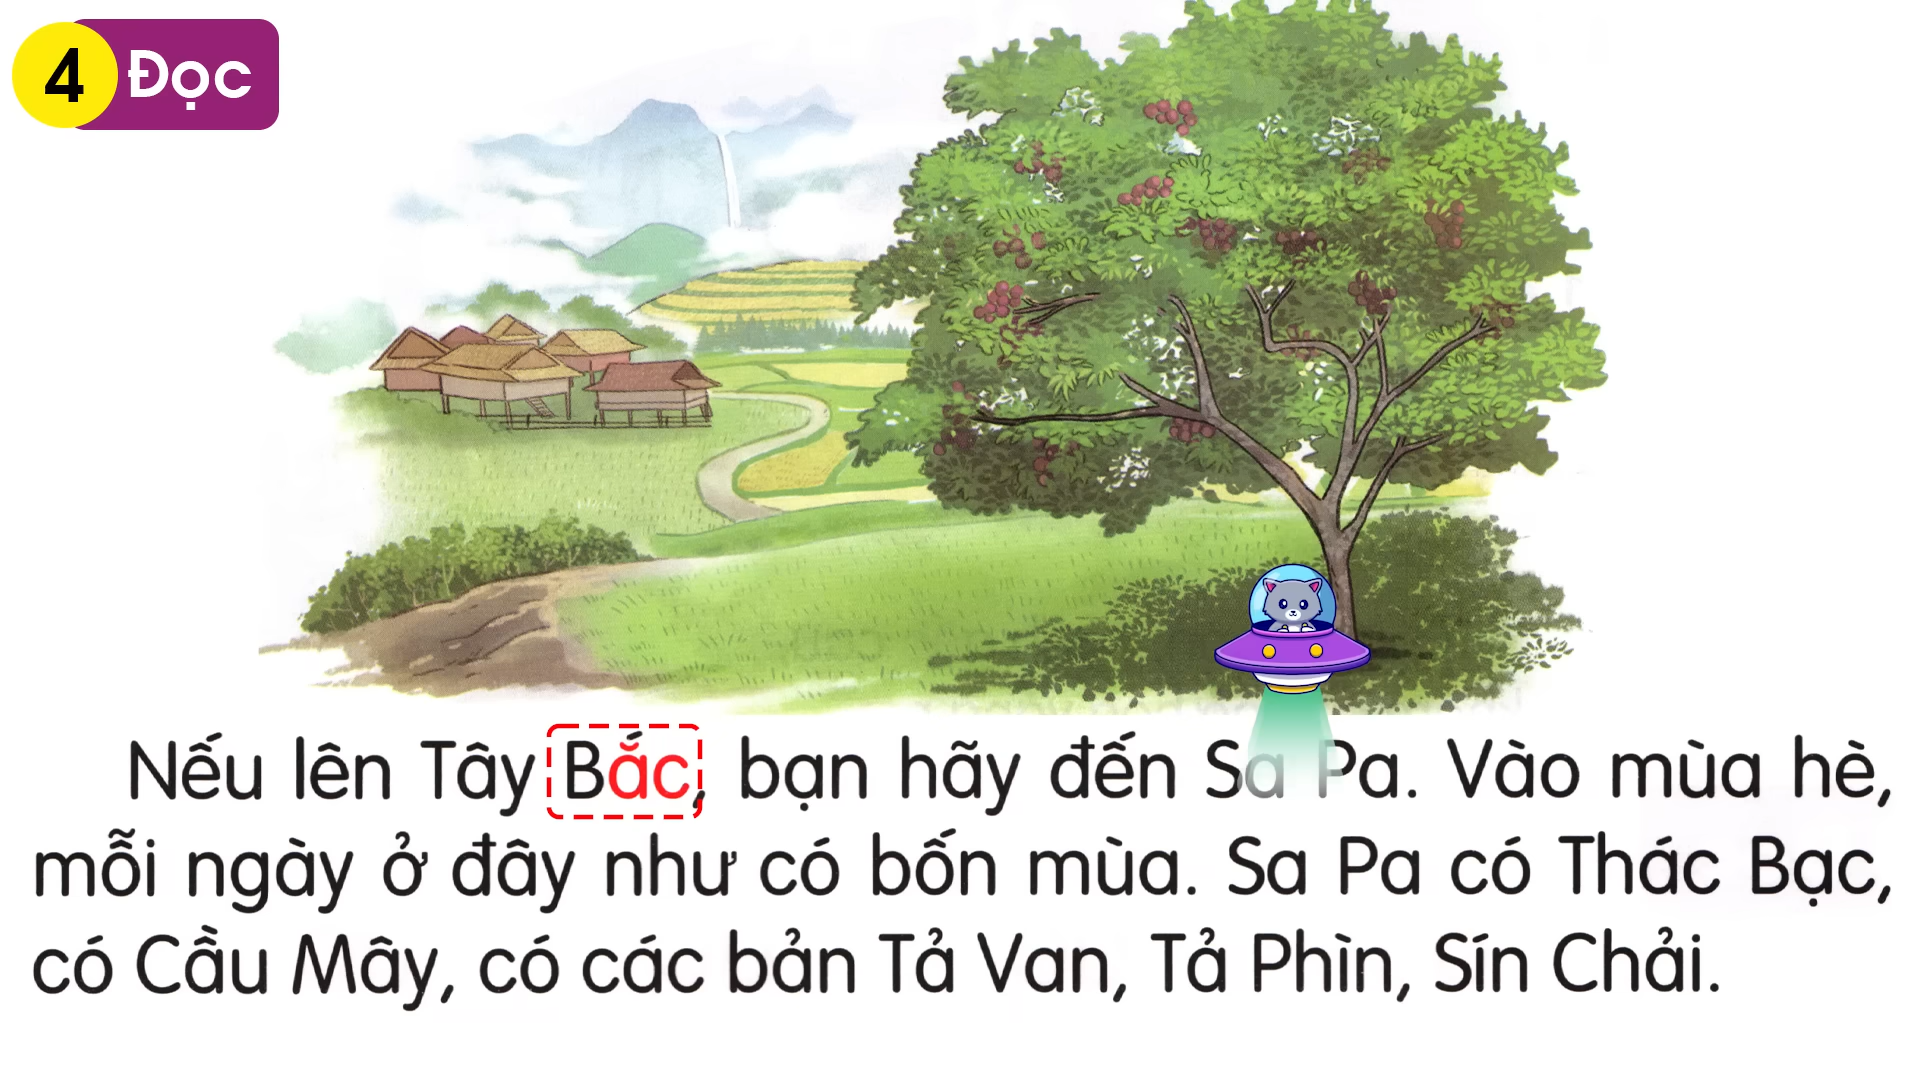 4 Đọc
Nếu lên Tây Bắc, bạn hãy đến Sa Pa. Vào mùa hè,
mỗi ngày ở đây như có bốn mùa. Sa Pa có Thác Bạc,
có Cầu Mây, có các bản Tả Van, Tả Phìn, Sín Chải.